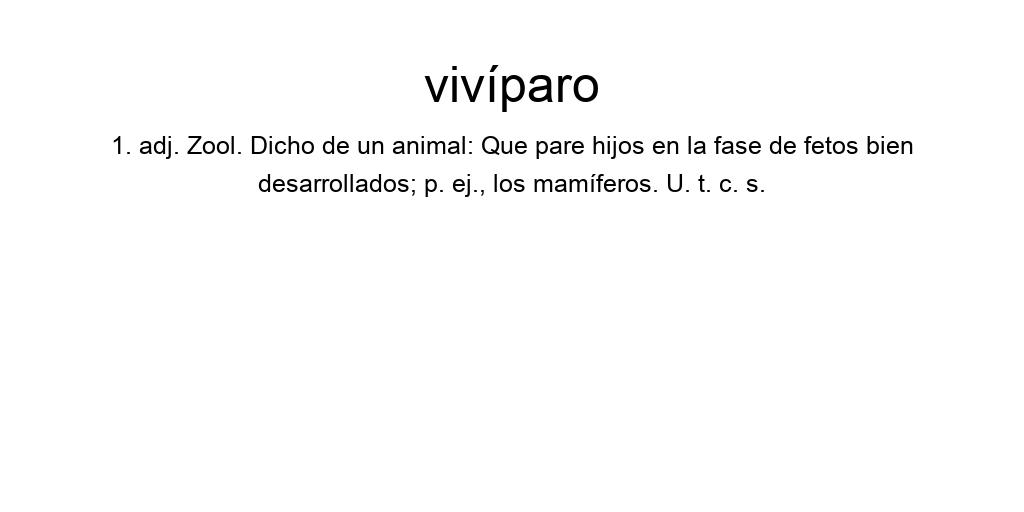 vivíparo
1. adj. Zool. Dicho de un animal: Que pare hijos en la fase de fetos bien
desarrollados; p. ej., los mamíferos. U. t. c. s.